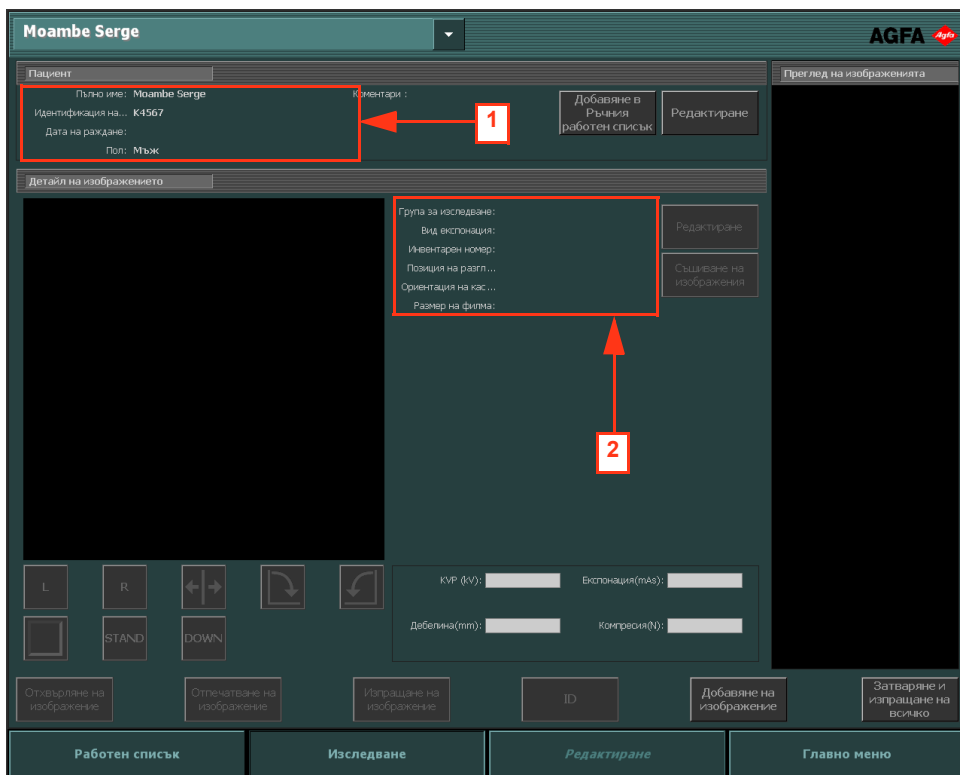 Moambe Serge
AGFA
Agfa
Пациент
Преглед на изображенията
Пълно име: Moambe Serge
Коментари :
Идентификация на... K4567
Дата на раждане:
Пол: Мъж
1
Добавяне в
Ръчния
работен списък
Редактиране
Детайл на изображението
Група за изследване:
Вид експонация:
Инвентарен номер:
Позиция на разгл...
Ориентация на кас...
Размер на филма:
Редактиране
Съшиване на
изображения
2
L
R
STAND
DOWN
KVP (kV):
Експонация(mAs):
Дебелина(mm):
Компресия(N):
Отхвърляне на
изображение
Отпечатване на
изображение
Изпращане на
изображение
ID
Добавяне на
изображение
Затваряне и
изпращане на
всичко
Работен списък
Изследване
Редактиране
Главно меню